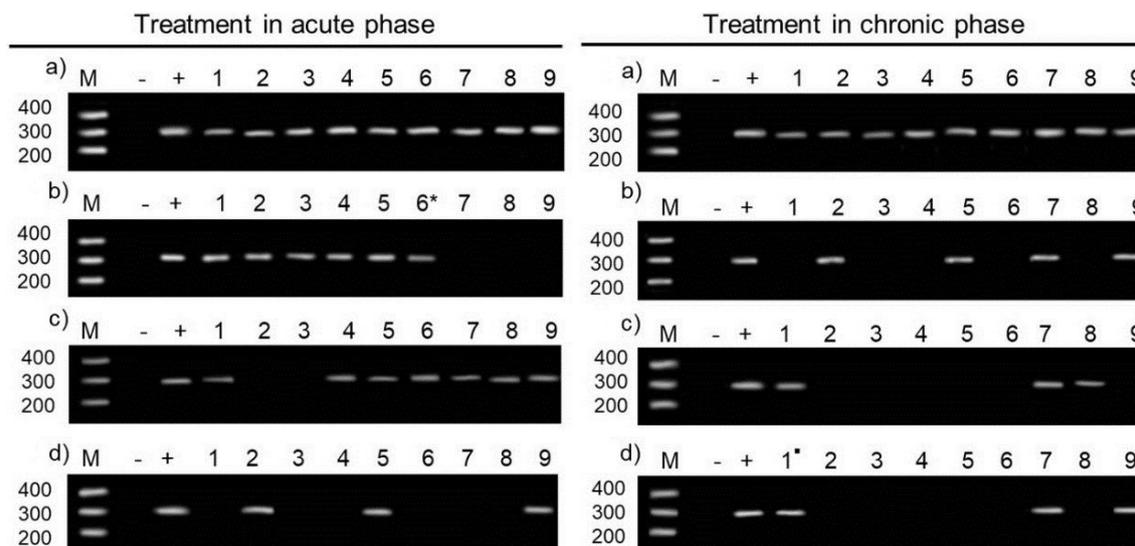 Treatment in acute phase
a) M - + 1 2 3 4 5 6 7 8 9
400
300
200
b) M - + 1 2 3 4 5 6* 7 8 9
400
300
200
c) M - + 1 2 3 4 5 6 7 8 9
400
300
200
d) M - + 1 2 3 4 5 6 7 8 9
400
300
200
Treatment in chronic phase
a) M - + 1 2 3 4 5 6 7 8 9
400
300
200
b) M - + 1 2 3 4 5 6 7 8 9
400
300
200
c) M - + 1 2 3 4 5 6 7 8 9
400
300
200
d) M - + 1▪ 2 3 4 5 6 7 8 9
400
300
200